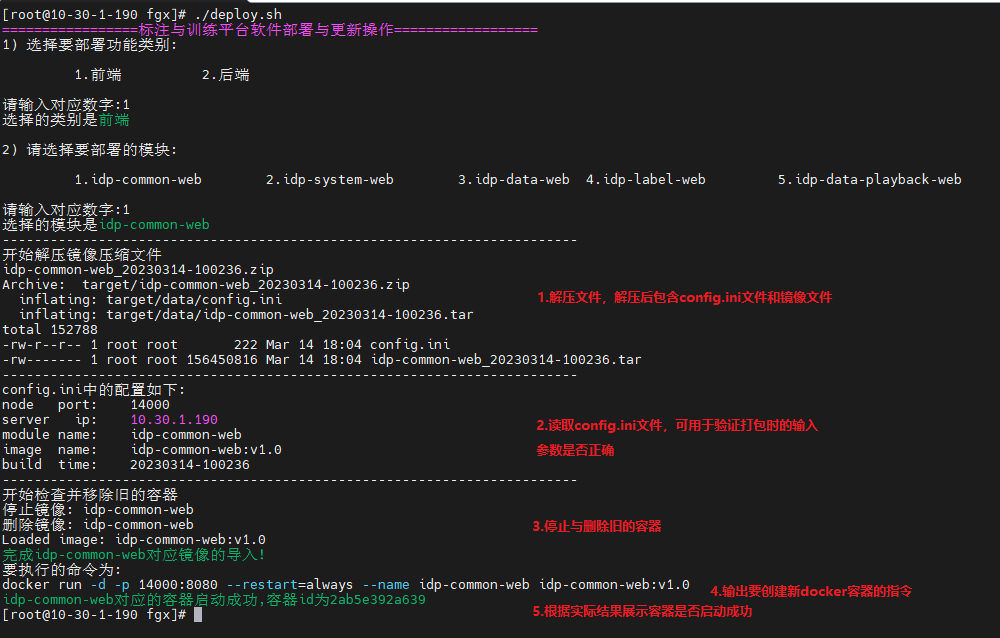 [root@10-30-1-190 fgx]# ./deploy.sh
=================标注与训练平台软件部署与更新操作==================
1) 选择要部署功能类别:
1.前端 2.后端
请输入对应数字:1
选择的类别是前端
2) 请选择要部署的模块:
1.idp-common-web 2.idp-system-web 3.idp-data-web 4.idp-label-web 5.idp-data-playback-web
请输入对应数字:1
选择的模块是idp-common-web
------------------------------------------------------------------------
开始解压镜像压缩文件
idp-common-web_20230314-100236.zip
Archive: target/idp-common-web_20230314-100236.zip
inflating: target/data/config.ini
1.解压文件，解压后包含config.ini文件和镜像文件
inflating: target/data/idp-common-web_20230314-100236.tar
total 152788
-rw-r--r-- 1 root root 222 Mar 14 18:04 config.ini
-rw------- 1 root root 156450816 Mar 14 18:04 idp-common-web_20230314-100236.tar
------------------------------------------------------------------------
config.ini中的配置如下:
node port: 14000
server ip: 10.30.1.190
2.读取config.ini文件，可用于验证打包时的输入
module name: idp-common-web
image name: idp-common-web:v1.0
参数是否正确
build time: 20230314-100236
------------------------------------------------------------------------
开始检查并移除旧的容器
停止镜像: idp-common-web
删除镜像: idp-common-web
3.停止与删除旧的容器
Loaded image: idp-common-web:v1.0
完成idp-common-web对应镜像的导入!
要执行的命令为:
docker run -d -p 14000:8080 --restart=always --name idp-common-web idp-common-web:v1.0
4.输出要创建新docker容器的指令
idp-common-web对应的容器启动成功,容器id为2ab5e392a639
5.根据实际结果展示容器是否启动成功
[root@10-30-1-190 fgx]#